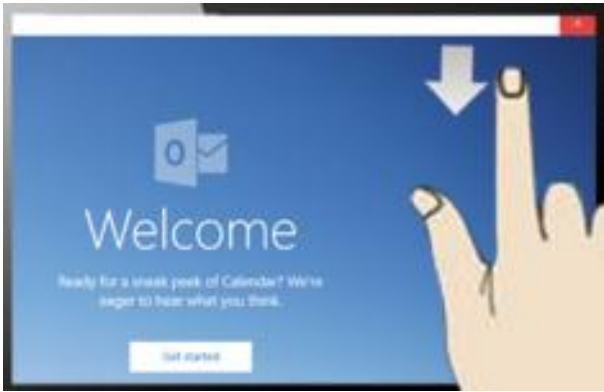 Welcome
Ready for a sneak peek of Calendar? We're
eager to hear what you think.
Get started